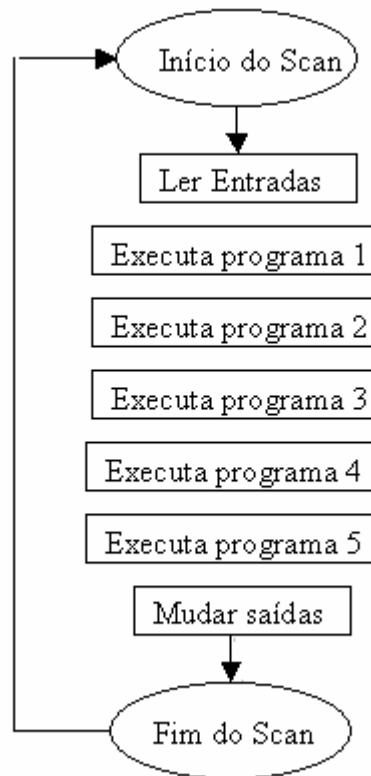 Início do Scan
Ler Entradas
Executa programa 1
Executa programa 2
Executa programa 3
Executa programa 4
Executa programa 5
Mudar saídas
Fim do Scan